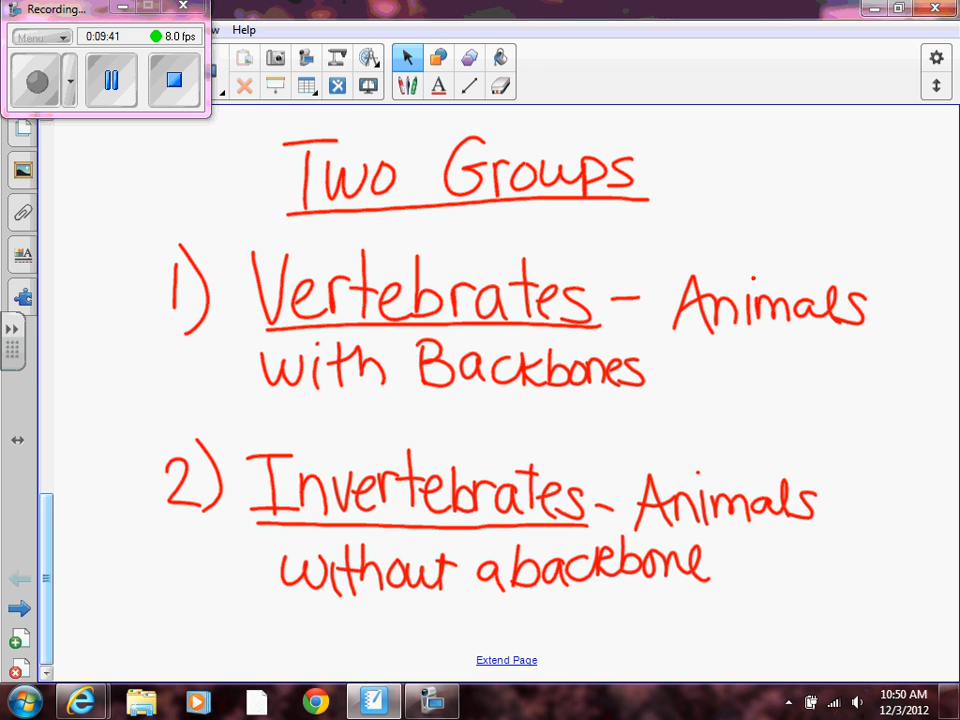 Recording...
Menu
0:09:41
8.0 fps
Help
Two Groups
1) Vertebrates - Animals
with Backbones
2) Invertebrates - Animals
without a backbone
Extend Page
10:50 AM
12/3/2012